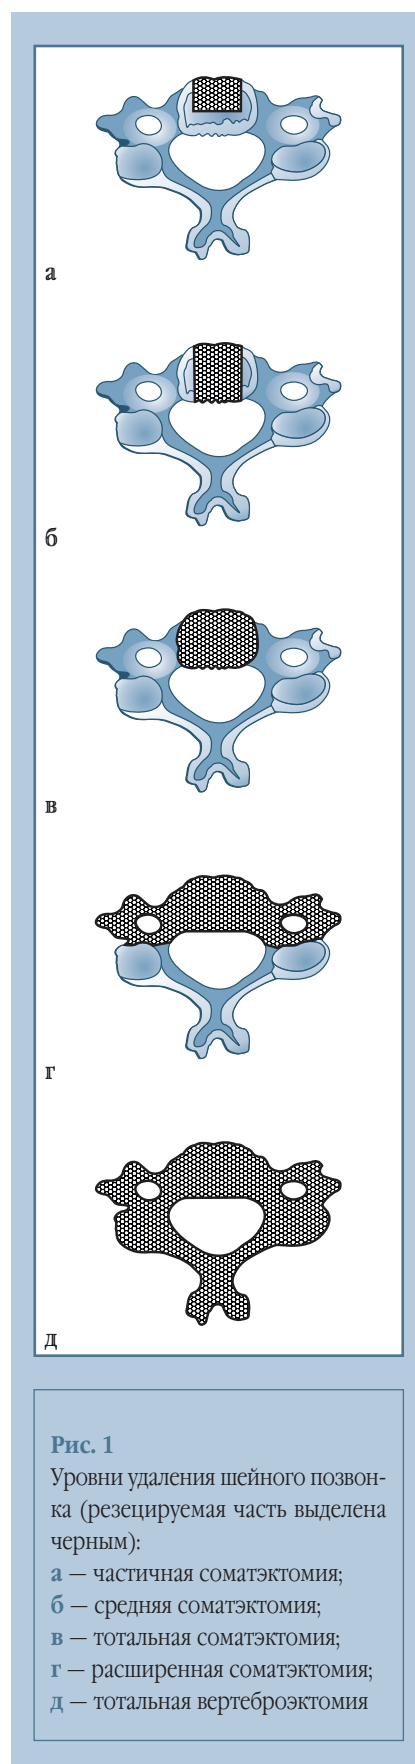 а
б
в
г
д
Рис. 1
Уровни удаления шейного позвон-
ка (резецируемая часть выделена
черным):
а — частичная соматэктомия;
б — средняя соматэктомия;
в — тотальная соматэктомия;
г — расширенная соматэктомия;
д — тотальная вертеброэктомия